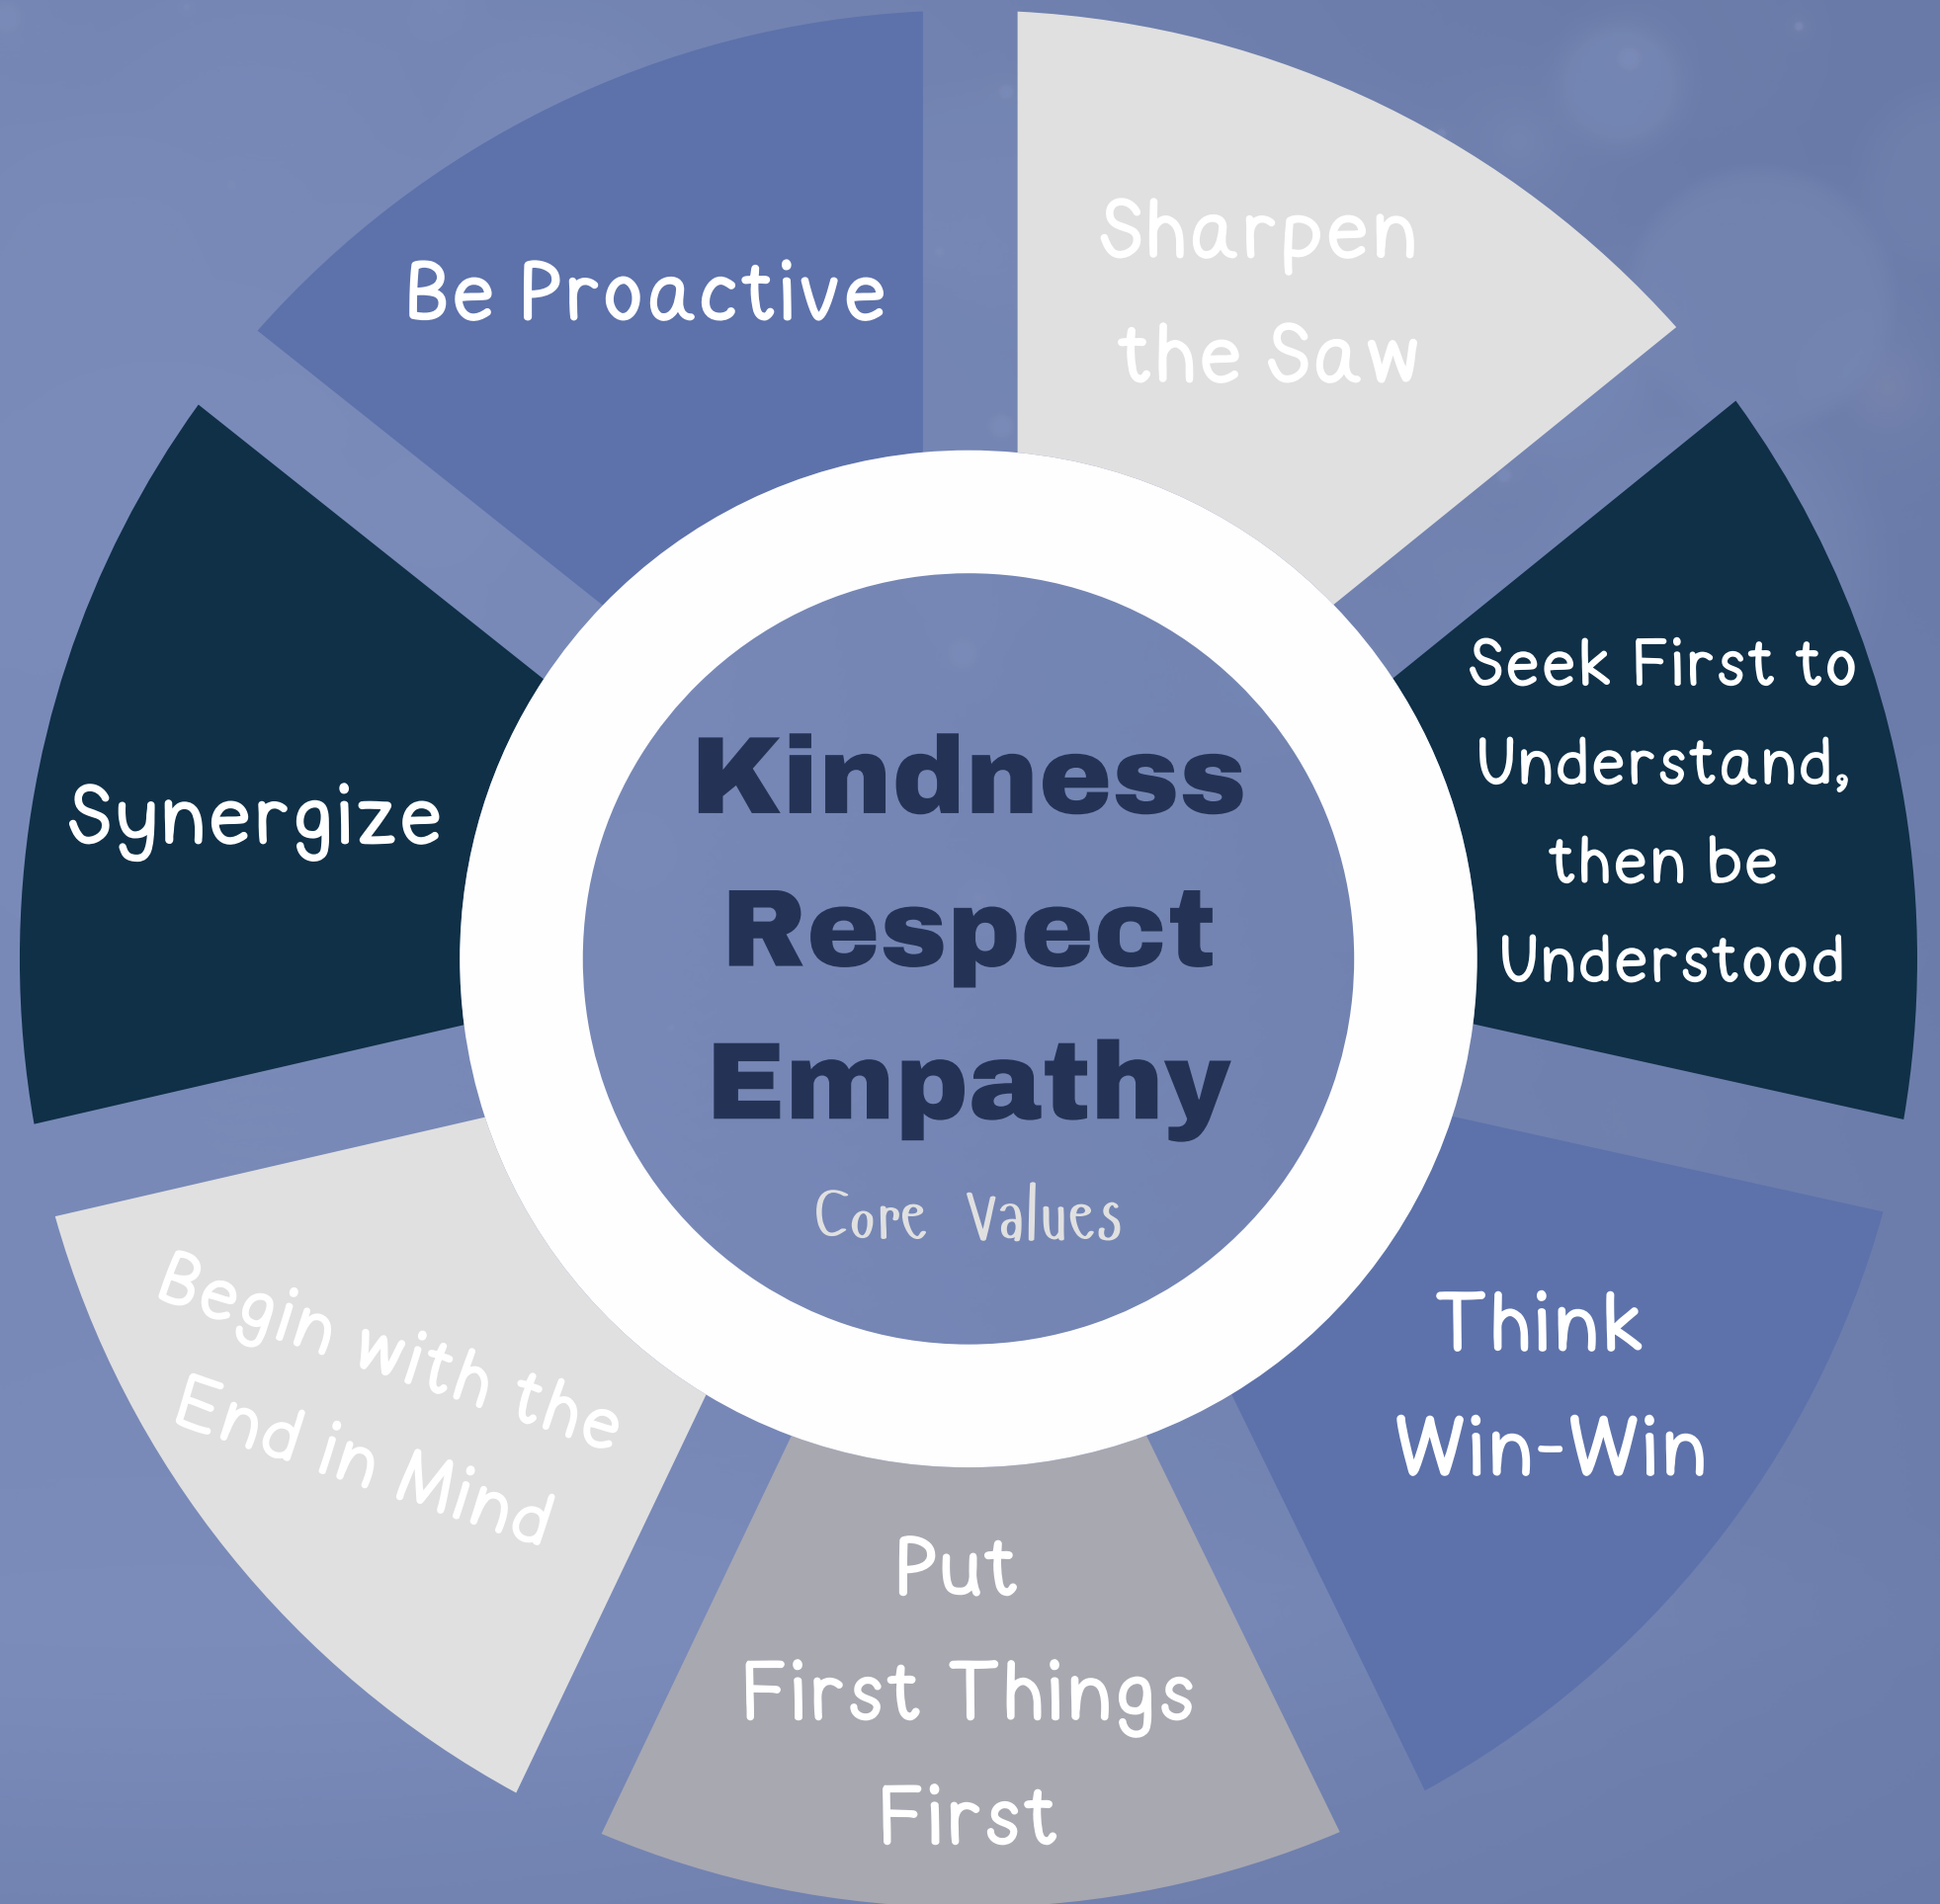 Be Proactive
Sharpen
the Saw
Seek First to
Understand,
then be
Understood
Synergize
Kindness
Respect
Empathy
Core Values
Begin with the
End in Mind
Think
Win-Win
Put
First Things
First